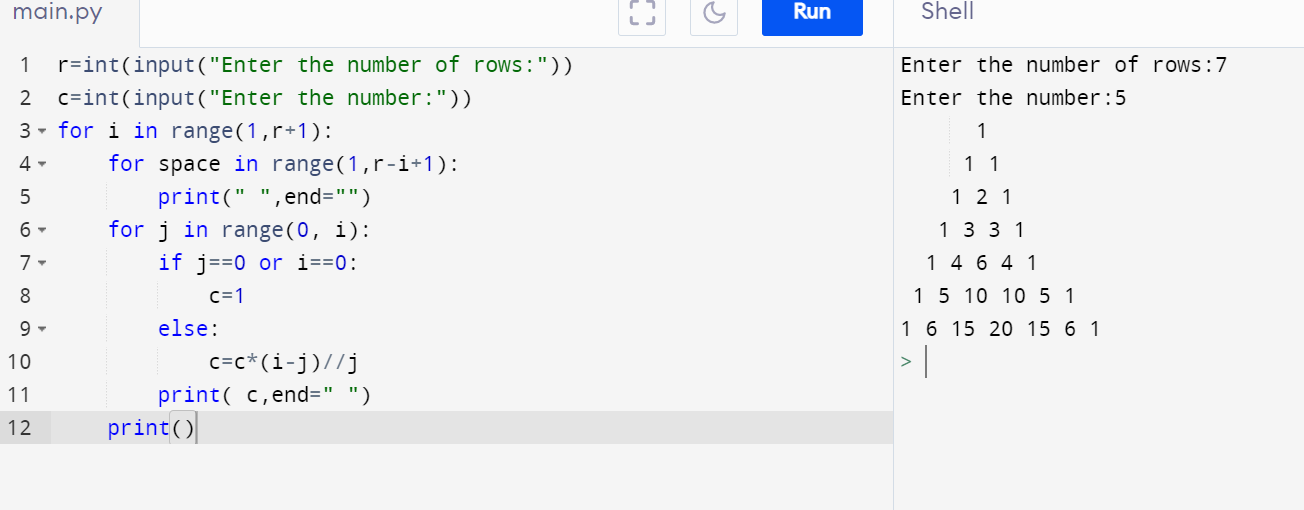 main.py
Run
Shell
1 r=int(input("Enter the number of rows:"))
2 c=int(input("Enter the number:"))
3 for i in range(1,r+1):
4     for space in range(1,r-i+1):
5         print(" ",end="")
6     for j in range(0, i):
7         if j==0 or i==0:
8             c=1
9         else:
10             c=c*(i-j)//j
11         print( c,end=" ")
12     print()
Enter the number of rows:7
Enter the number:5
      1
     1 1
    1 2 1
   1 3 3 1
  1 4 6 4 1
 1 5 10 10 5 1
1 6 15 20 15 6 1
>